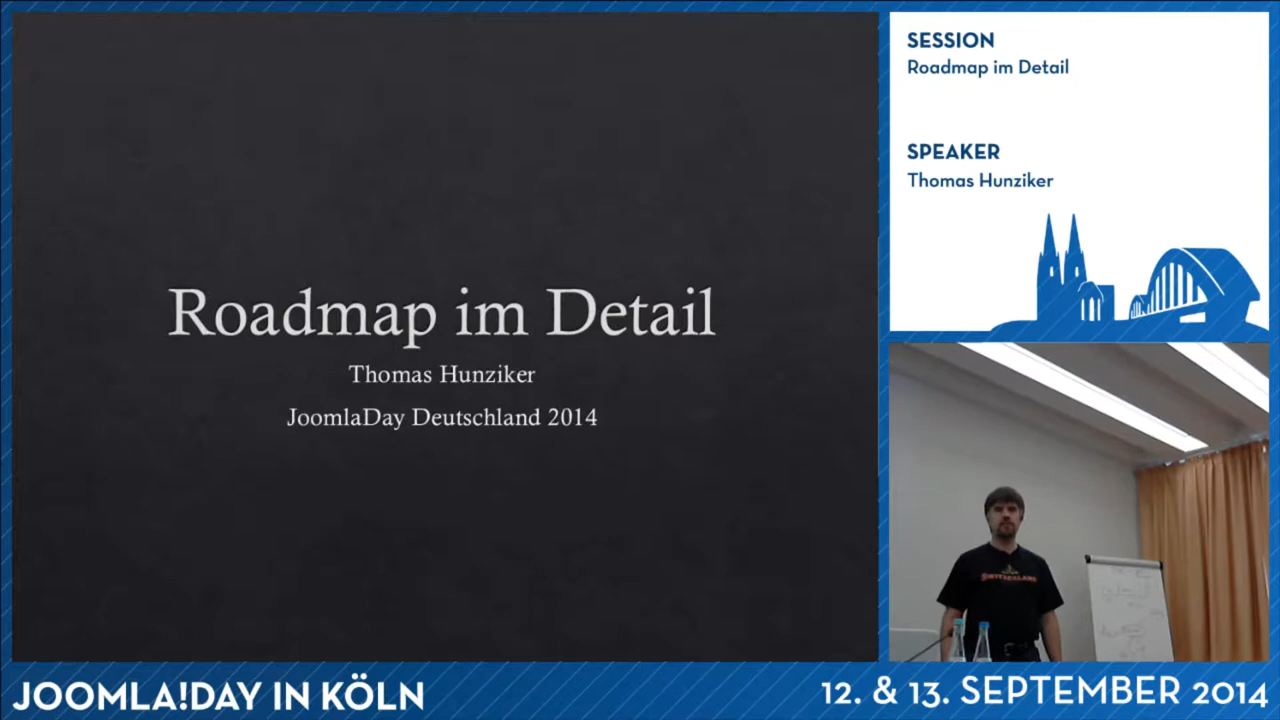 Roadmap im Detail
Thomas Hunziker
JoomlaDay Deutschland 2014
SESSION
Roadmap im Detail
SPEAKER
Thomas Hunziker
SWITZERLAND
JOOMLA!DAY IN KÖLN
12. & 13. SEPTEMBER 2014